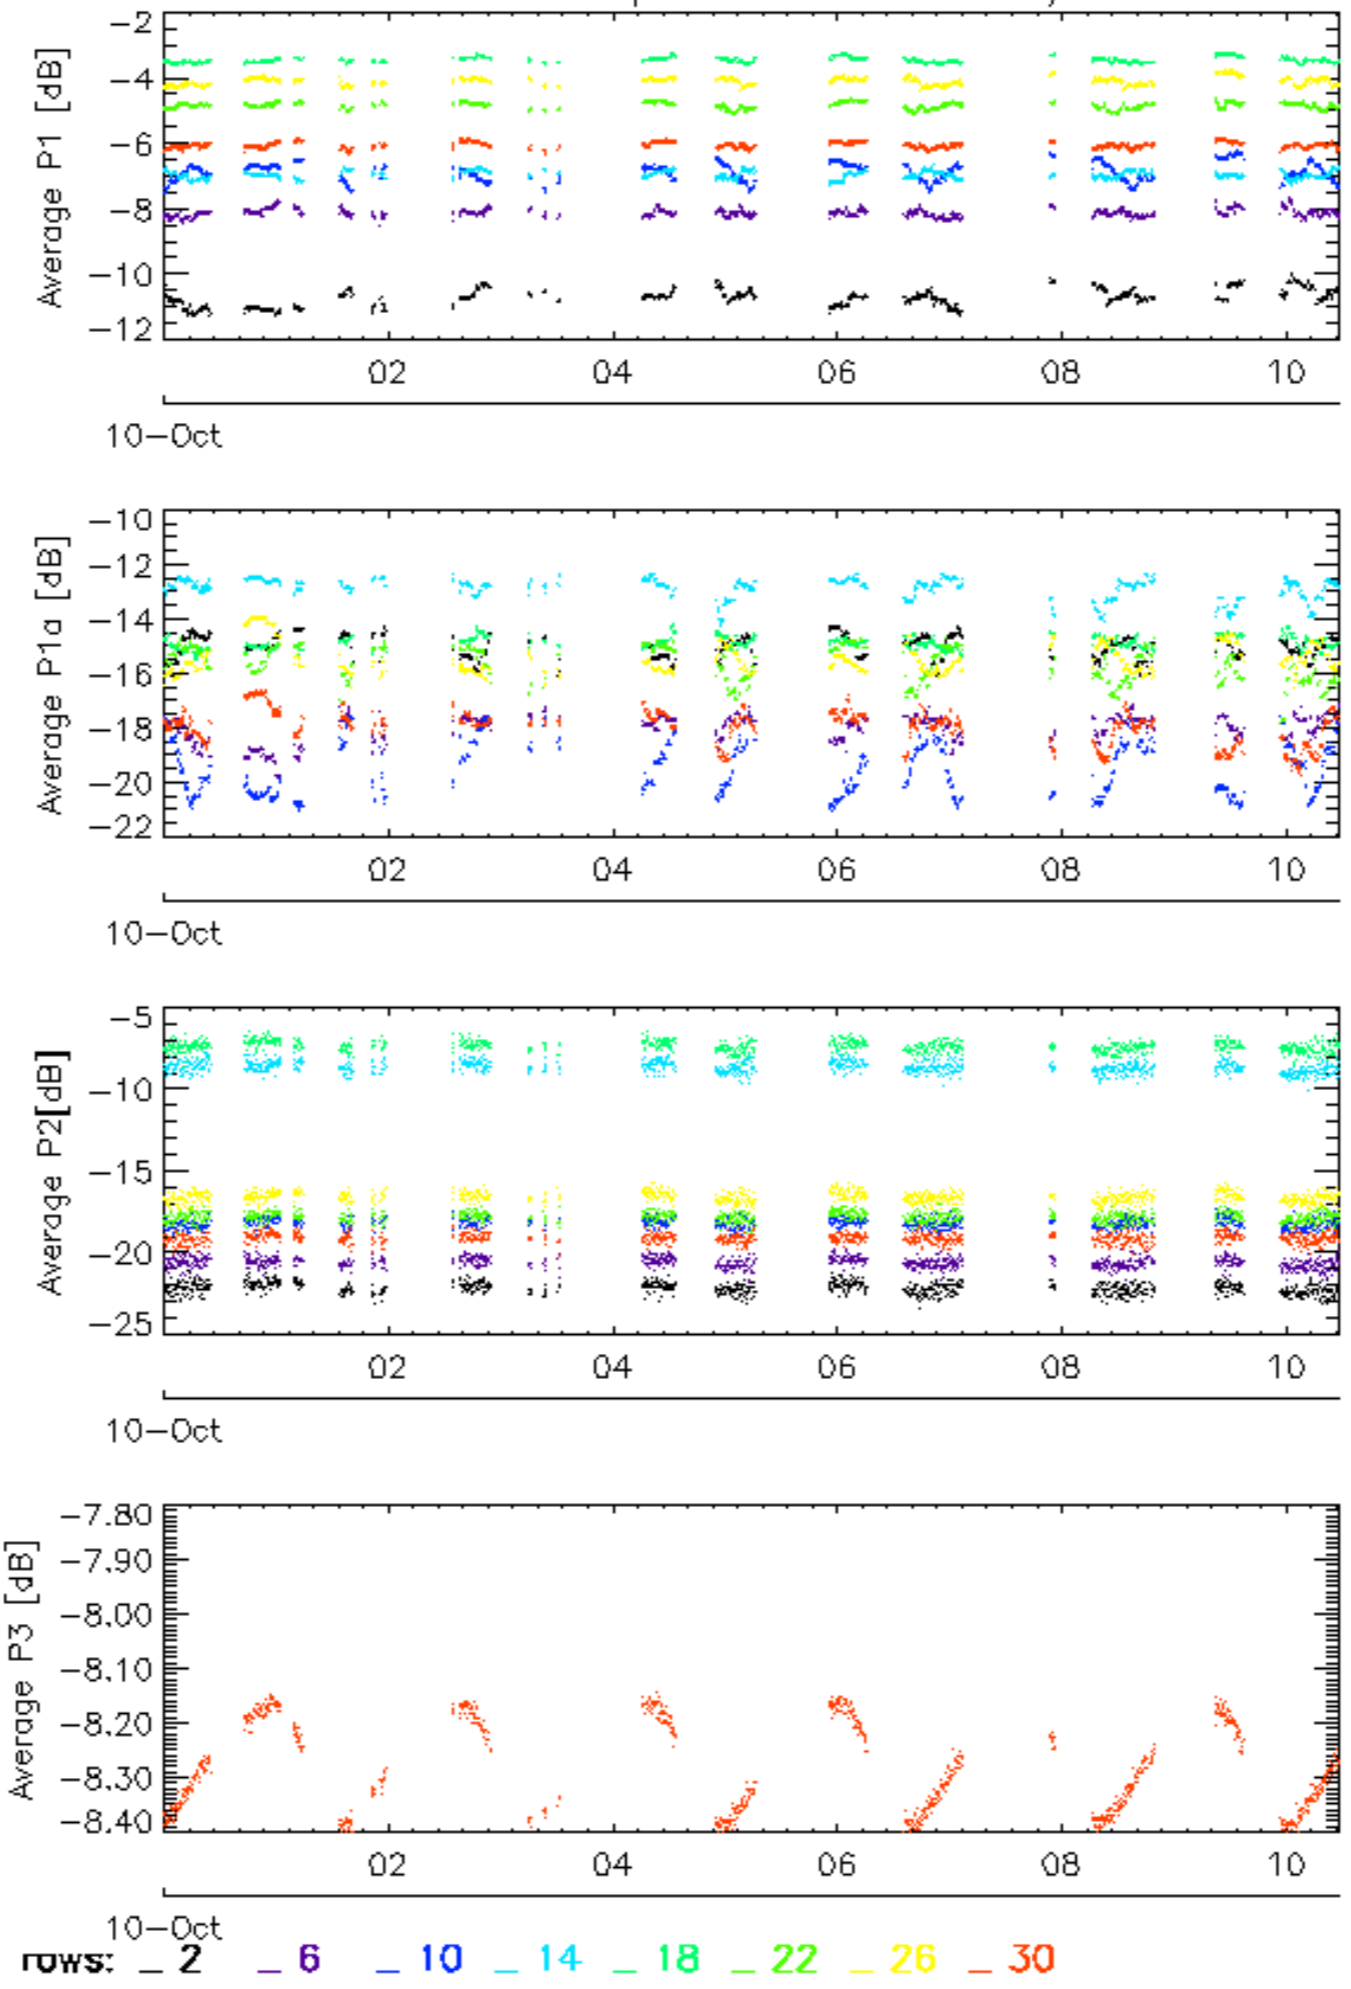 Average P1 [dB]
−2
−4
−6
−8
−10
−12
02 04 06 08 10
10−Oct
Average P1a [dB]
−10
−12
−14
−16
−18
−20
−22
02 04 06 08 10
10−Oct
Average P2[dB]
−5
−10
−15
−20
−25
02 04 06 08 10
10−Oct
Average P3 [dB]
−7.80
−7.90
−8.00
−8.10
−8.20
−8.30
−8.40
02 04 06 08 10
10−Oct
rows: _ 2 _ 6 _ 10 _ 14 _ 18 _ 22 _ 26 _ 30